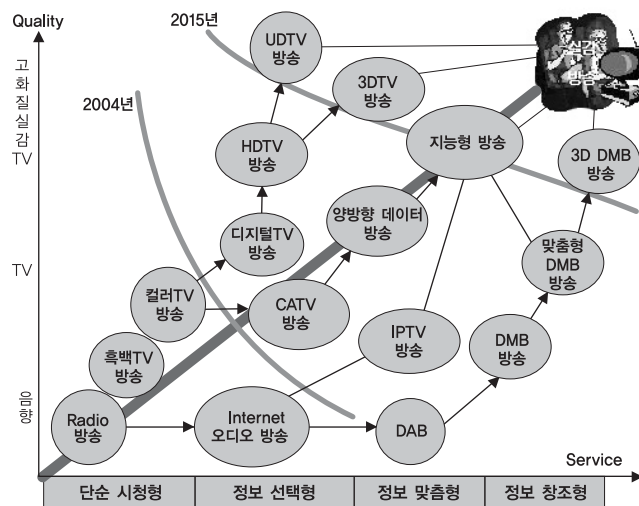 Quality
2015년
UDTV
방송
실감
방송
고화질실감
TV
2004년
3DTV
방송
HDTV
방송
지능형 방송
3D DMB
방송
양방향 데이터
방송
디지털TV
방송
맞춤형
DMB
방송
TV
컬러TV
방송
CATV
방송
IPTV
방송
DMB
방송
흑백TV
방송
음향
Radio
방송
Internet
오디오 방송
DAB
Service
단순 시청형
정보 선택형
정보 맞츰형
정보 창조형